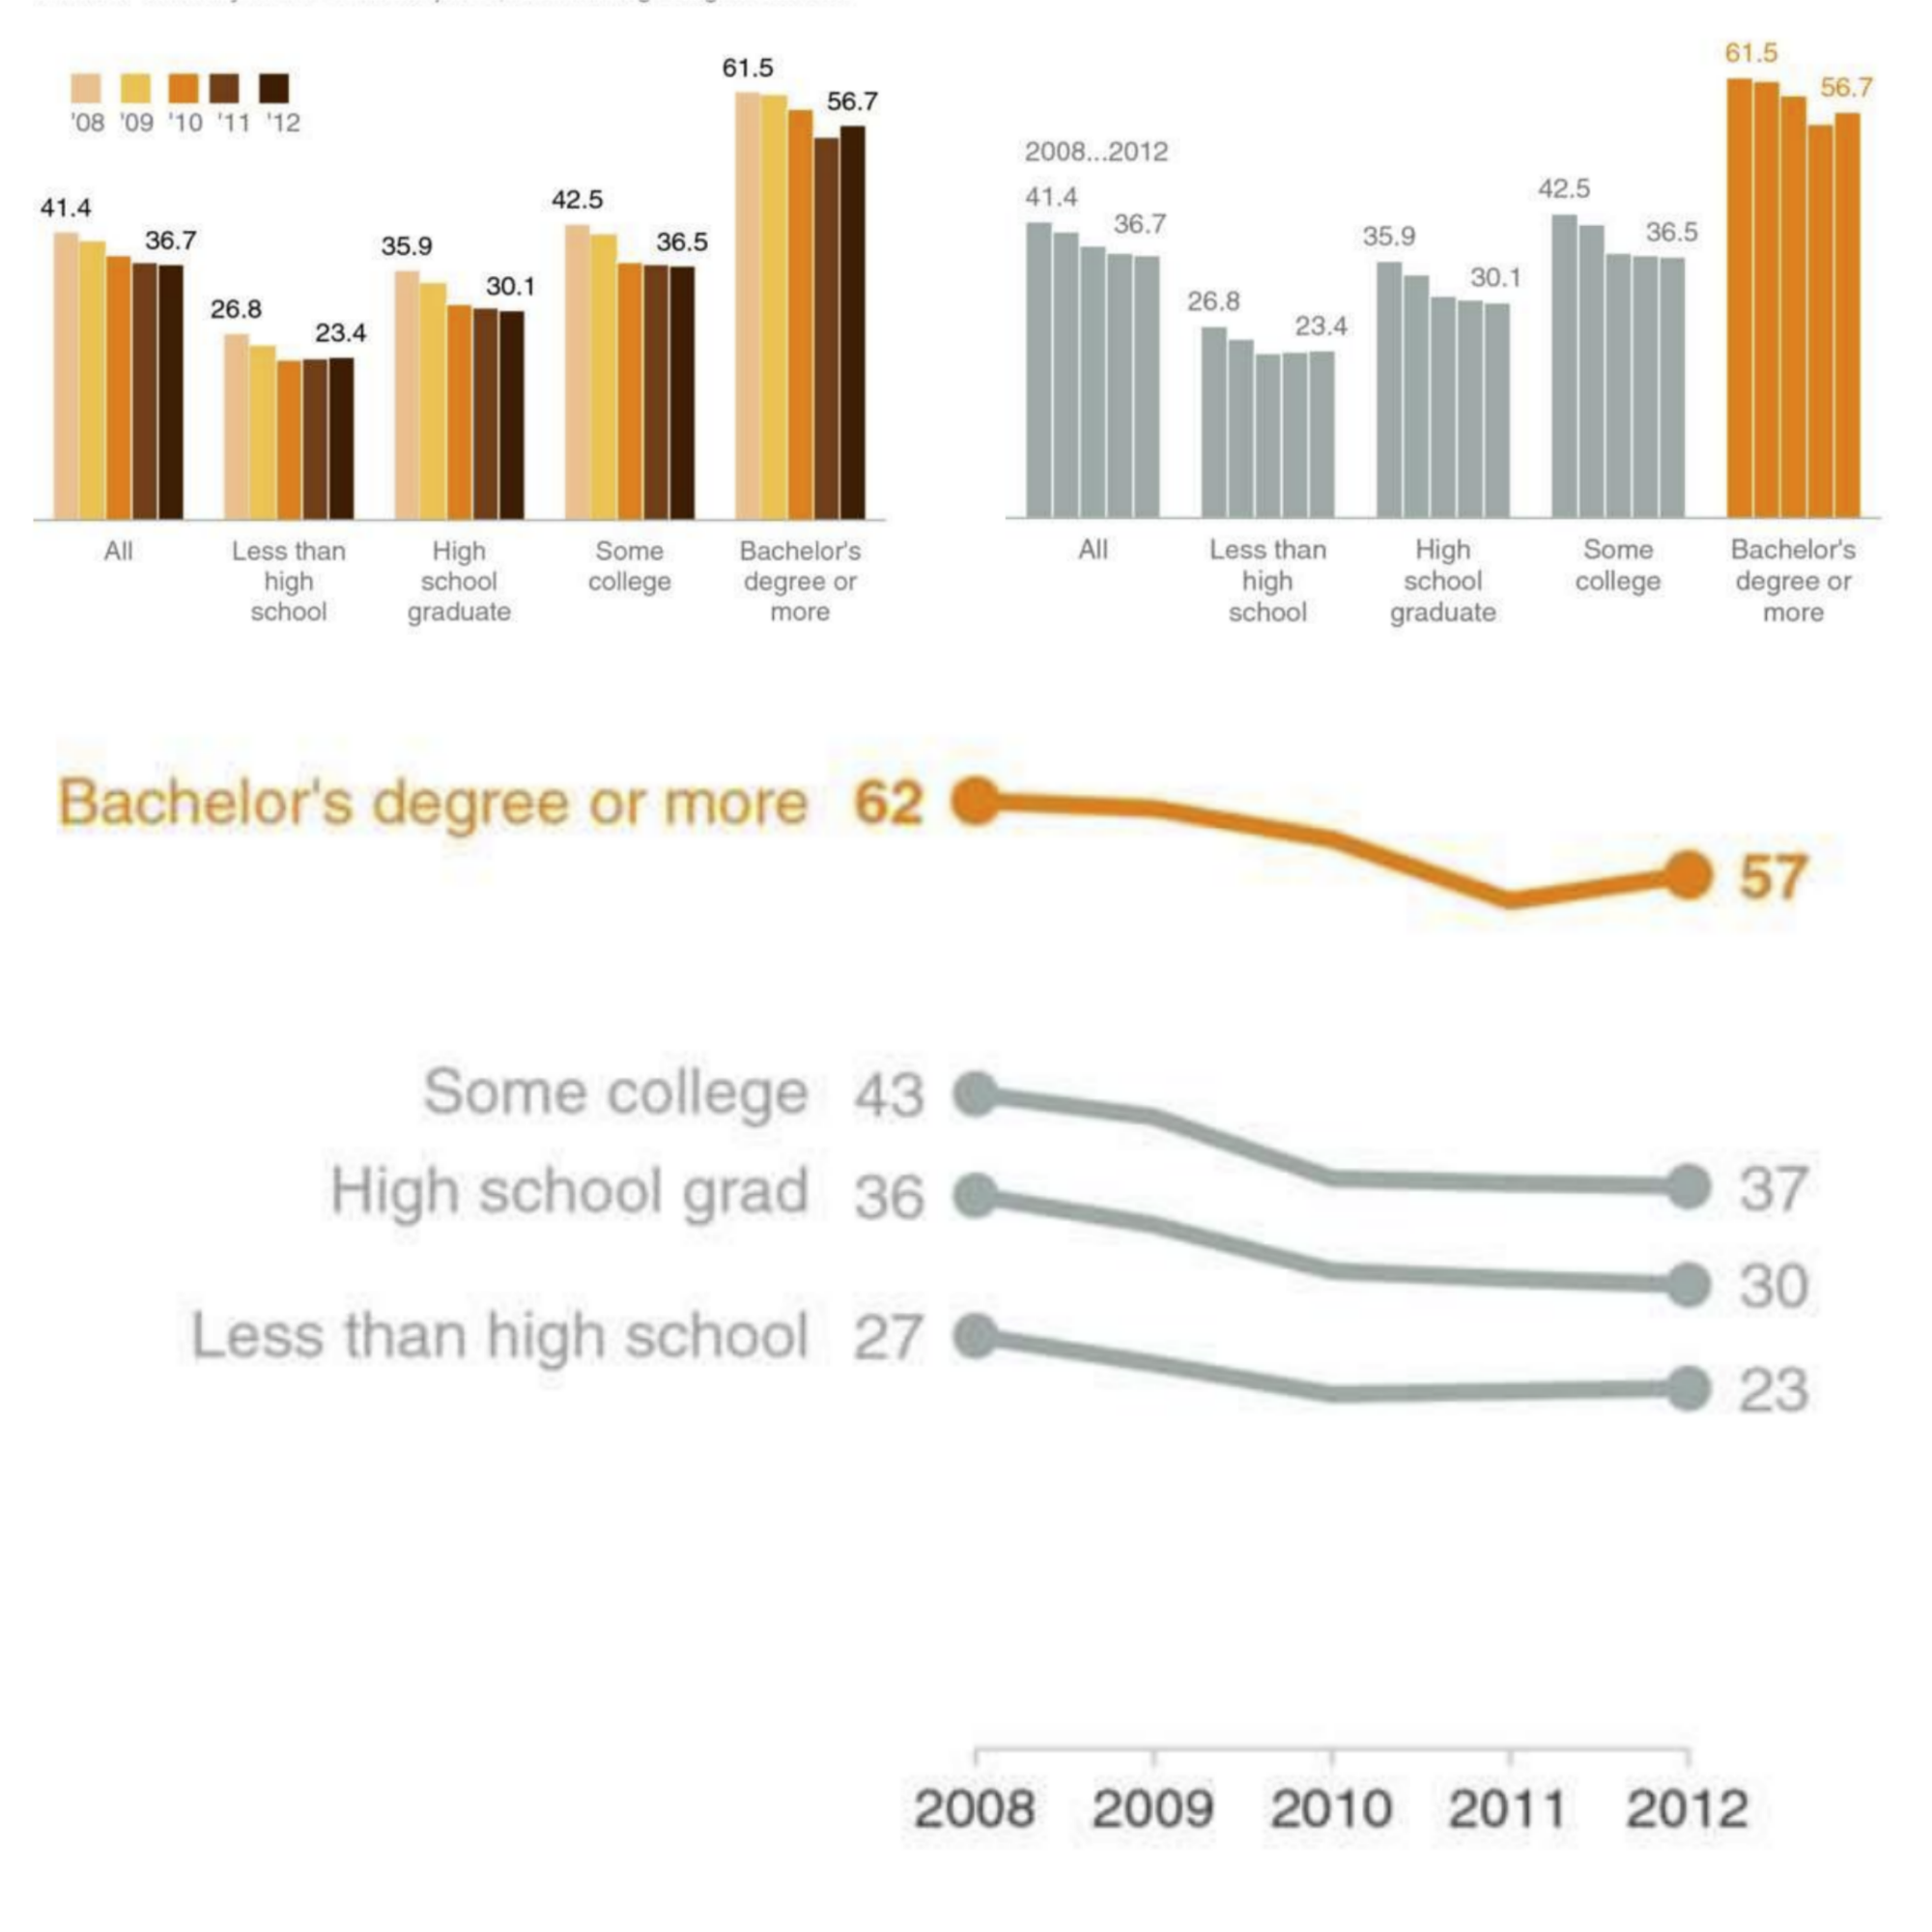 '08 '09 '10 '11 '12
41.4
36.7
26.8
23.4
35.9
30.1
42.5
36.5
61.5
56.7
All
Less than
high
school
High
school
graduate
Some
college
Bachelor's
degree or
more
2008...2012
41.4
36.7
26.8
23.4
35.9
30.1
42.5
36.5
61.5
56.7
All
Less than
high
school
High
school
graduate
Some
college
Bachelor's
degree or
more
Bachelor's degree or more 62
57
Some college 43
37
High school grad 36
30
Less than high school 27
23
2008 2009 2010 2011 2012